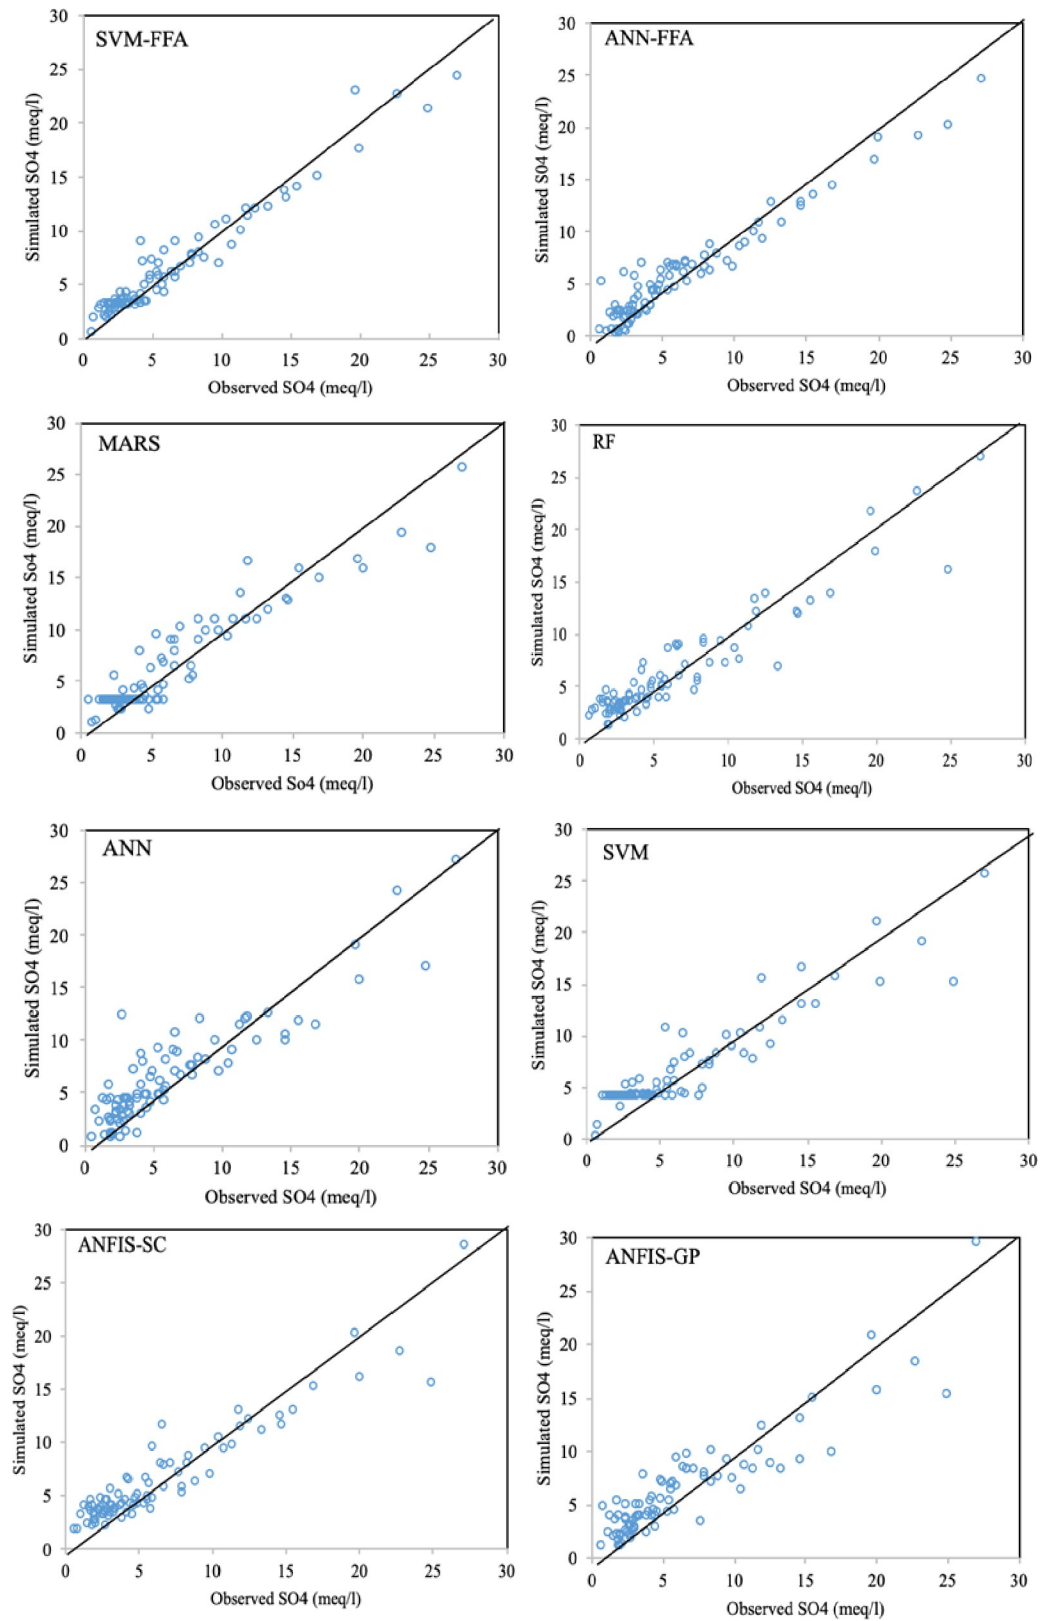 SVM-FFA
Simulated SO4 (meq/l)
30
25
20
15
10
5
0
0 5 10 15 20 25 30
Observed SO4 (meq/l)
ANN-FFA
Simulated S04 (meq/l)
30
25
20
15
10
5
0
0 5 10 15 20 25 30
Observed SO4 (meq/l)
MARS
Simulated So4 (meq/l)
30
25
20
15
10
5
0
0 5 10 15 20 25 30
Observed So4 (meq/l)
RF
Simulated SO4 (meq/l)
30
25
20
15
10
5
0
0 5 10 15 20 25 30
Observed SO4 (meq/l)
ANN
Simulated SO4 (meq/l)
30
25
20
15
10
5
0
0 5 10 15 20 25 30
Observed SO4 (meq/l)
SVM
Simulated SO4 (meq/l)
30
25
20
15
10
5
0
0 5 10 15 20 25 30
Observed SO4 (meq/l)
ANFIS-SC
Simulated SO4 (meq/l)
30
25
20
15
10
5
0
0 5 10 15 20 25 30
Observed SO4 (meq/l)
ANFIS-GP
Simulated SO4 (meq/l)
30
25
20
15
10
5
0
0 5 10 15 20 25 30
Observed SO4 (meq/l)